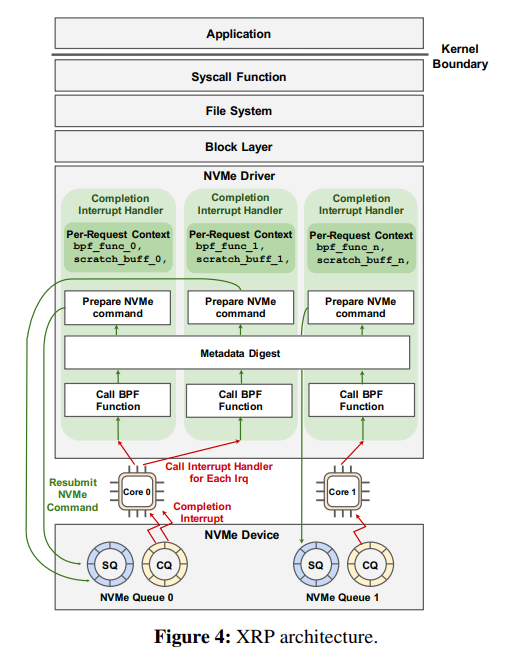 Application
Kernel
Boundary
Syscall Function
File System
Block Layer
NVMe Driver
Completion
Interrupt Handler
Per-Request Context
bpf_func_0,
scratch_buff_0,
Completion
Interrupt Handler
Per-Request Context
bpf_func_1,
scratch_buff_1,
Completion
Interrupt Handler
Per-Request Context
bpf_func_n,
scratch_buff_n,
Prepare NVMe
command
Prepare NVMe
command
Prepare NVMe
command
Metadata Digest
Call BPF
Function
Call BPF
Function
Call BPF
Function
Call Interrupt Handler
for Each Irq
Resubmit
NVMe
Command
Core 0
Core 1
Completion
Interrupt
NVMe Device
SQ
CQ
SQ
CQ
NVMe Queue 0
NVMe Queue 1
Figure 4: XRP architecture.